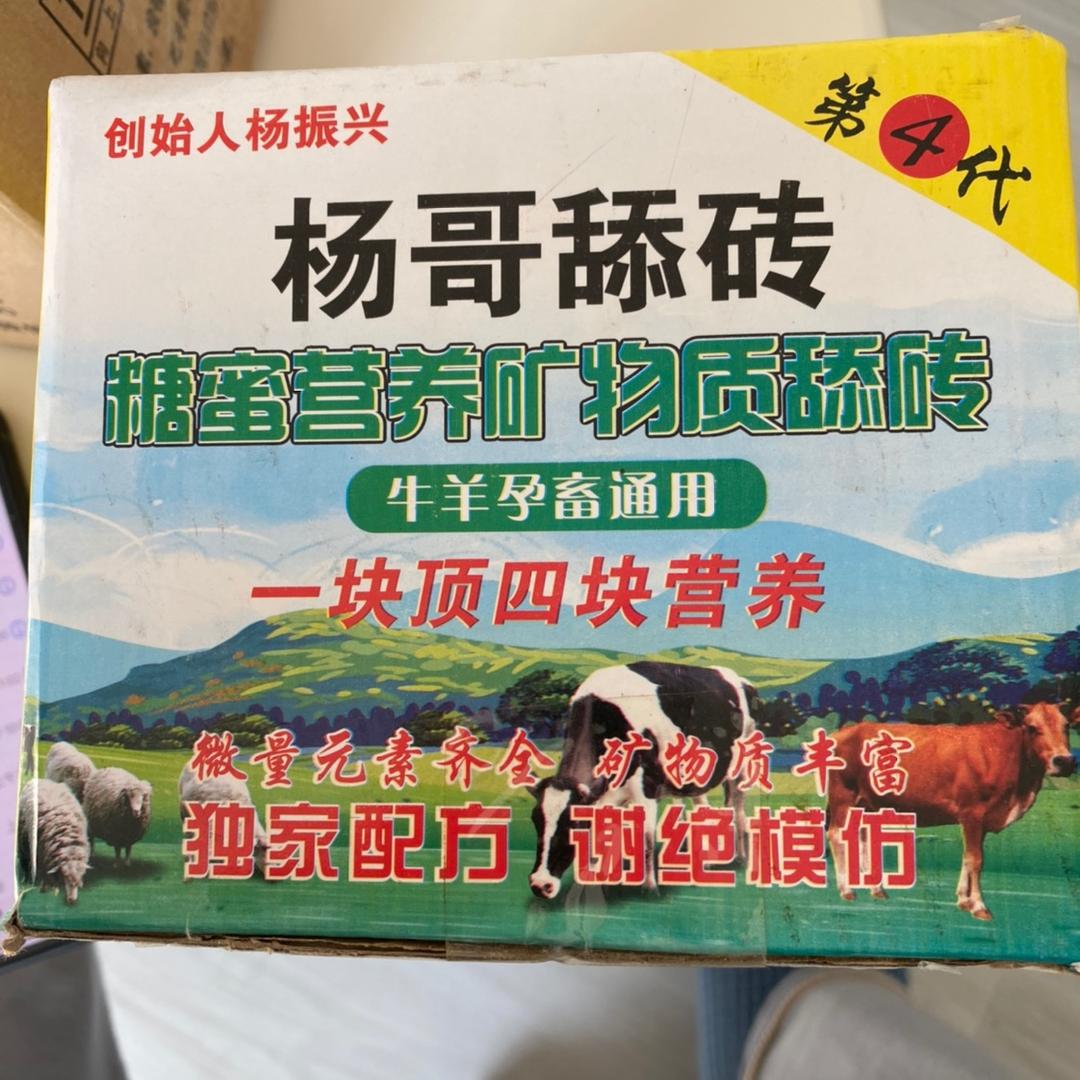 创始人杨振兴
第4代
杨哥舔砖
糖蜜营养矿物质舔砖
牛羊孕畜通用
一块顶四块营养
微量元素齐全 矿物质丰富
独家配方 谢绝模仿